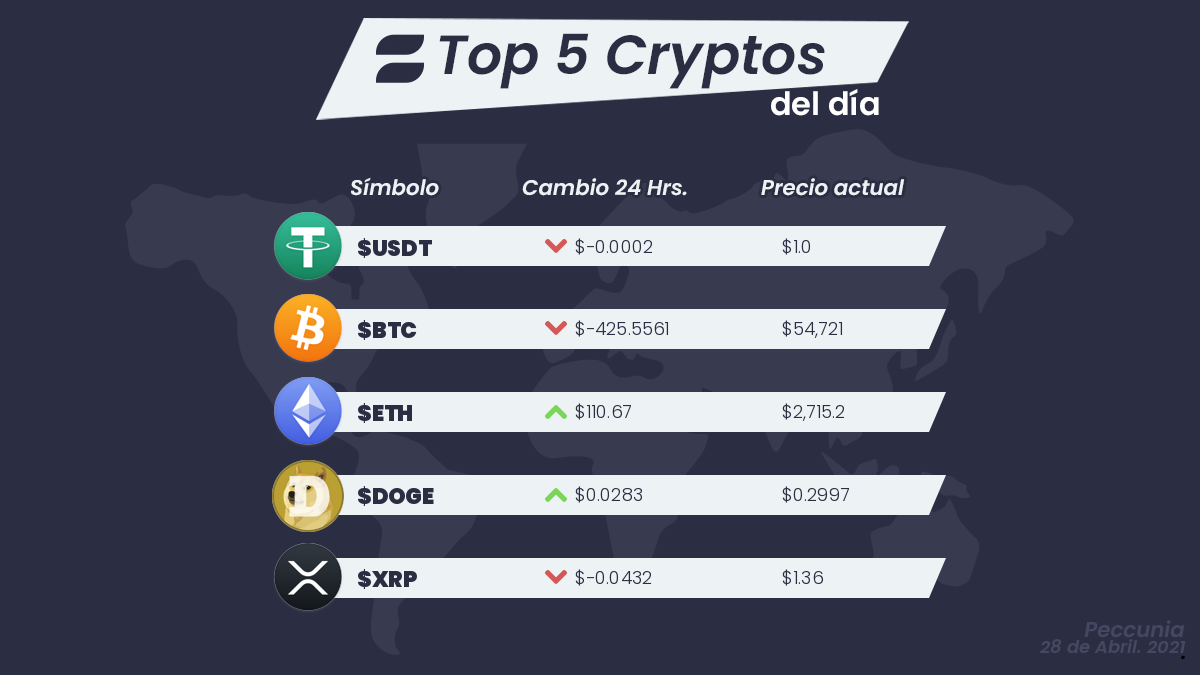 Top 5 Cryptos
del día
Símbolo Cambio 24 Hrs. Precio actual
$USDT $-0.0002 $1.0
$BTC $-425.5561 $54,721
$ETH $110.67 $2,715.2
$DOGE $0.0283 $0.2997
$XRP $-0.0432 $1.36
Peccunia
28 de Abril. 2021